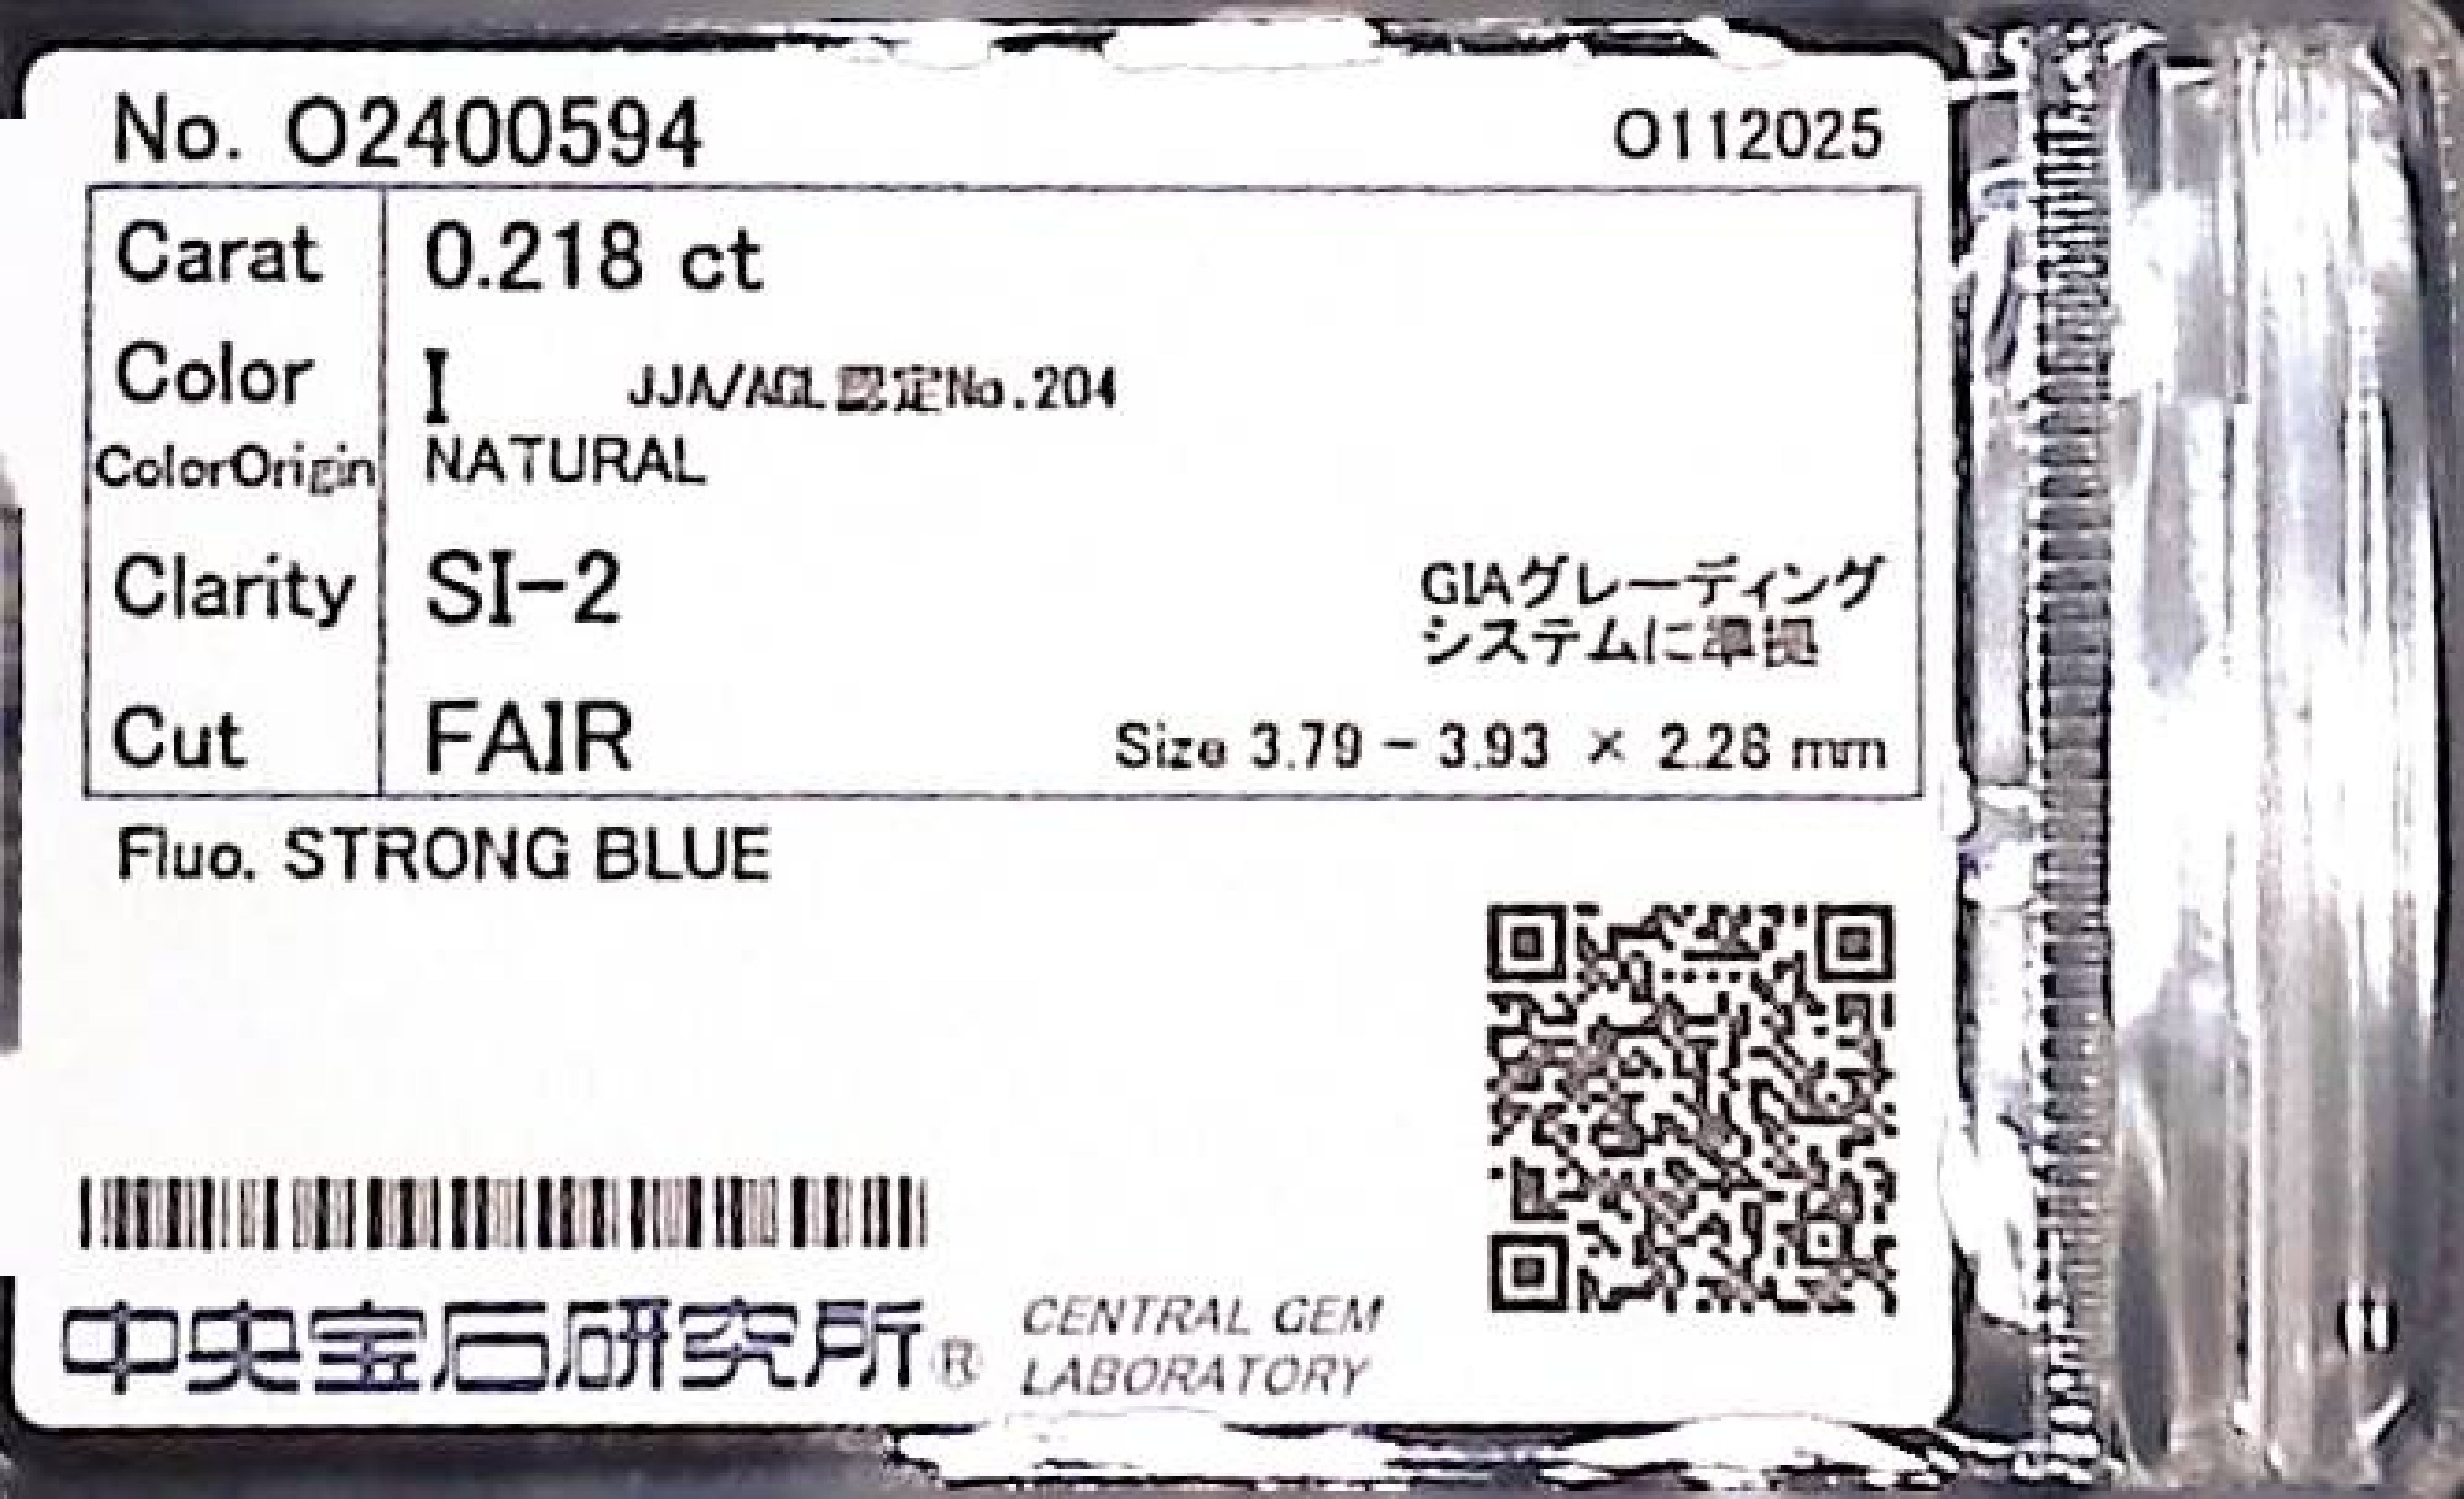 No. O2400594
O112025
Carat 0.218 ct
Color I JJA/AGL認定No.204
ColorOrigin NATURAL
Clarity SI-2
GIAグレーディング
システムに準拠
Cut FAIR Size 3.79 - 3.93 × 2.26 mm
Fluo. STRONG BLUE
中央宝石研究所® CENTRAL GEM
LABORATORY